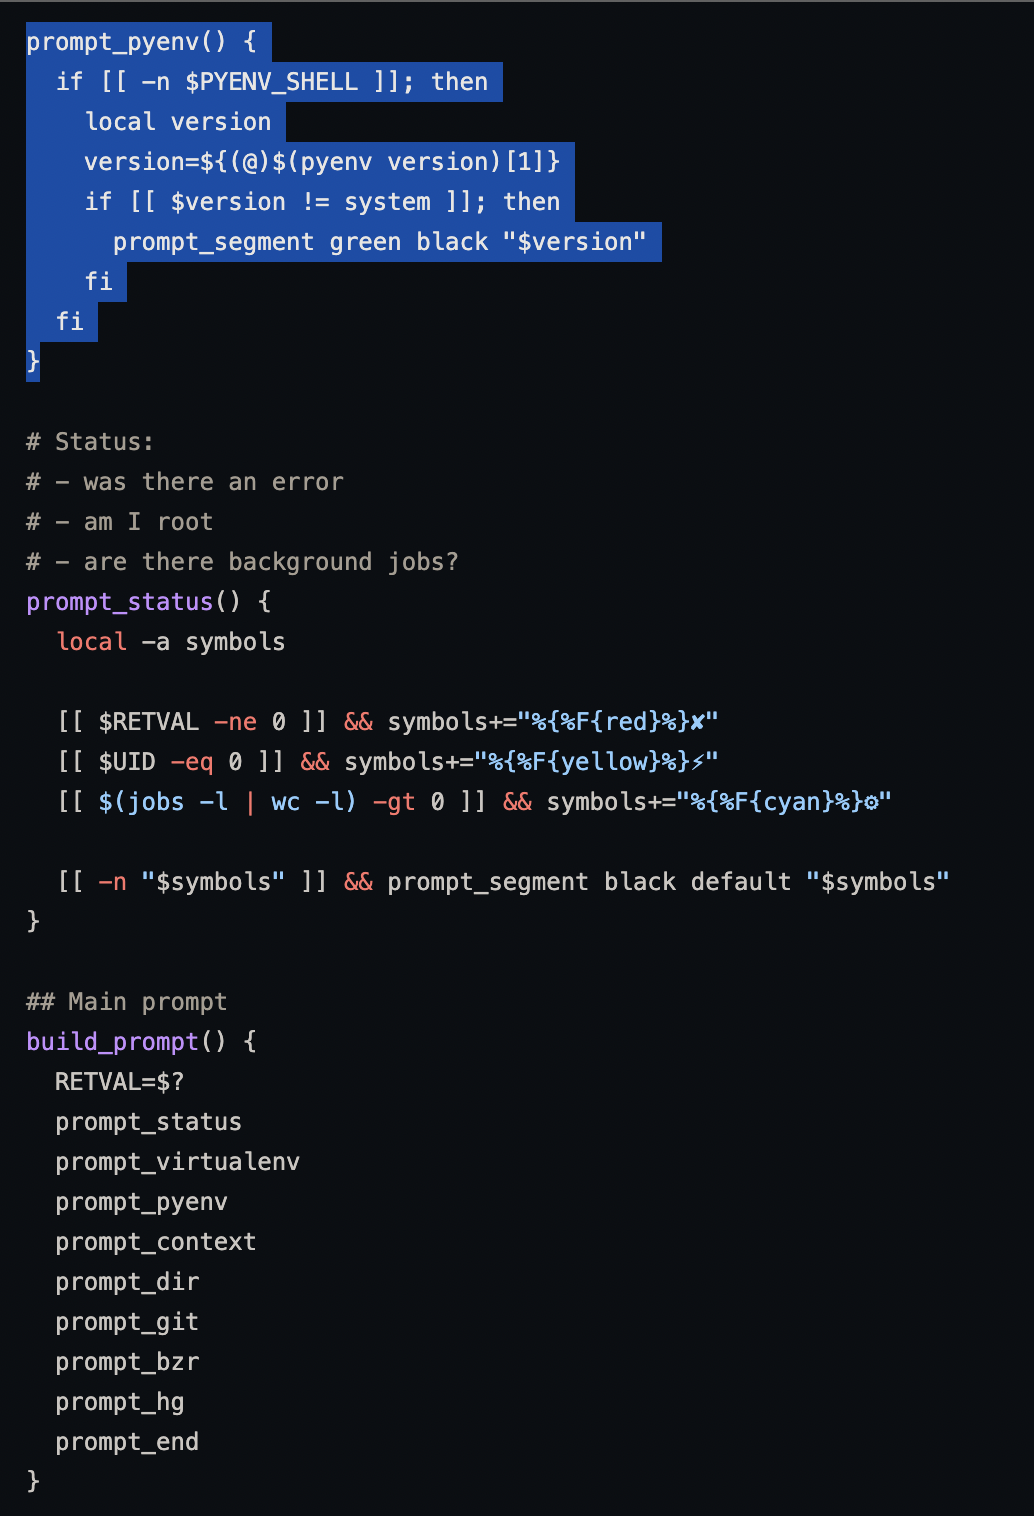 prompt_pyenv() {
  if [[ -n $PYENV_SHELL ]]; then
    local version
    version=${(@)$(pyenv version)[1]}
    if [[ $version != system ]]; then
      prompt_segment green black "$version"
    fi
  fi
}

# Status:
# - was there an error
# - am I root
# - are there background jobs?
prompt_status() {
  local -a symbols

  [[ $RETVAL -ne 0 ]] && symbols+="%{%F{red}%}✘"
  [[ $UID -eq 0 ]] && symbols+="%{%F{yellow}%}⚡"
  [[ $(jobs -l | wc -l) -gt 0 ]] && symbols+="%{%F{cyan}%}⚙"

  [[ -n "$symbols" ]] && prompt_segment black default "$symbols"
}

## Main prompt
build_prompt() {
  RETVAL=$?
  prompt_status
  prompt_virtualenv
  prompt_pyenv
  prompt_context
  prompt_dir
  prompt_git
  prompt_bzr
  prompt_hg
  prompt_end
}